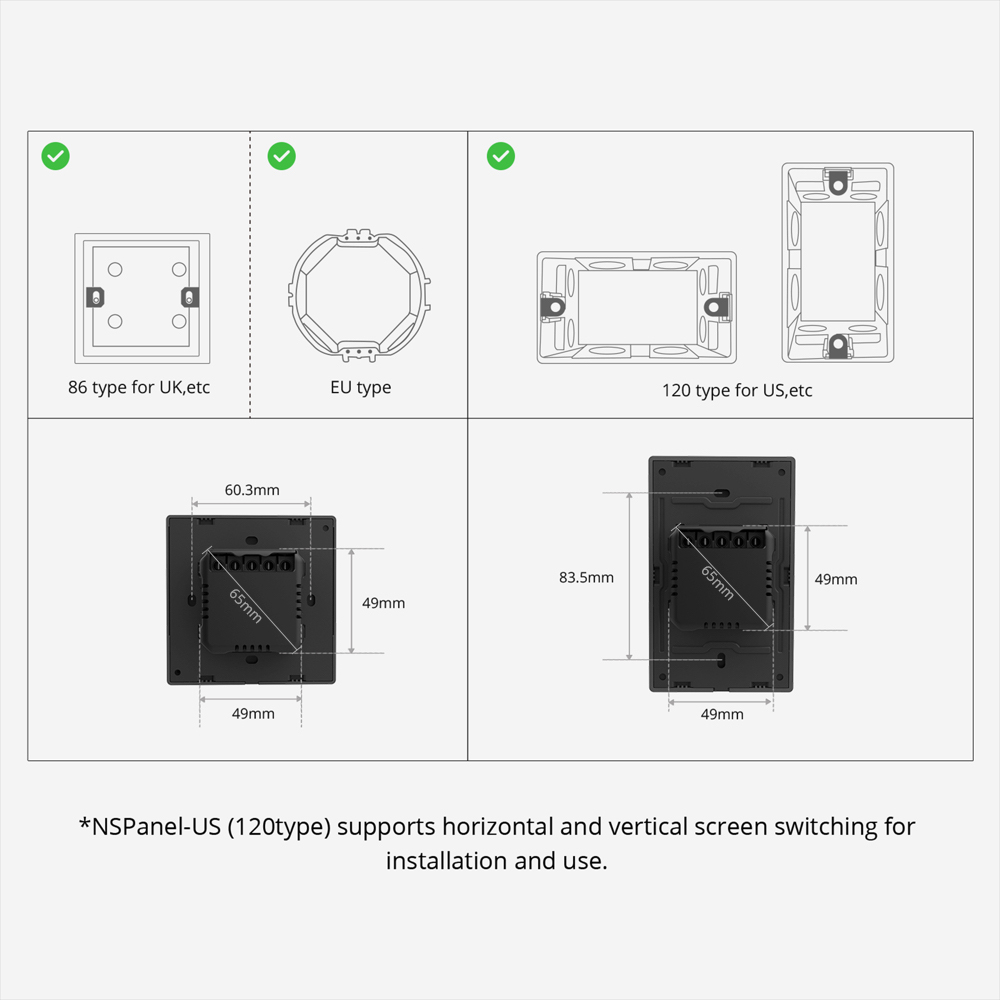 86 type for UK,etc
EU type
120 type for US,etc
60.3mm
65mm
49mm
49mm
83.5mm
65mm
49mm
49mm
*NSPanel-US (120type) supports horizontal and vertical screen switching for
installation and use.